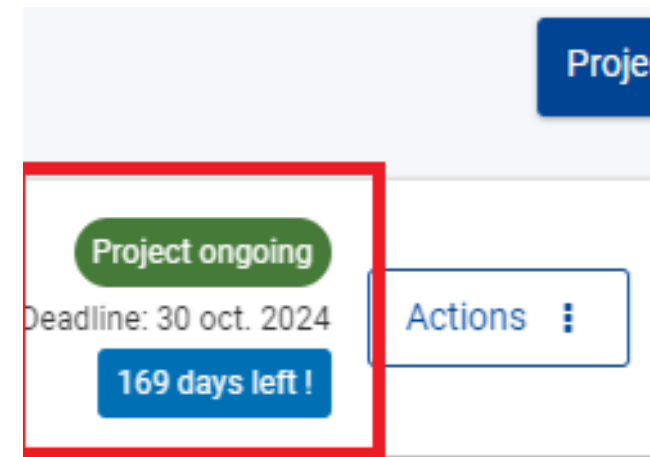 Proje
Project ongoing
Deadline: 30 oct. 2024
Actions
169 days left !